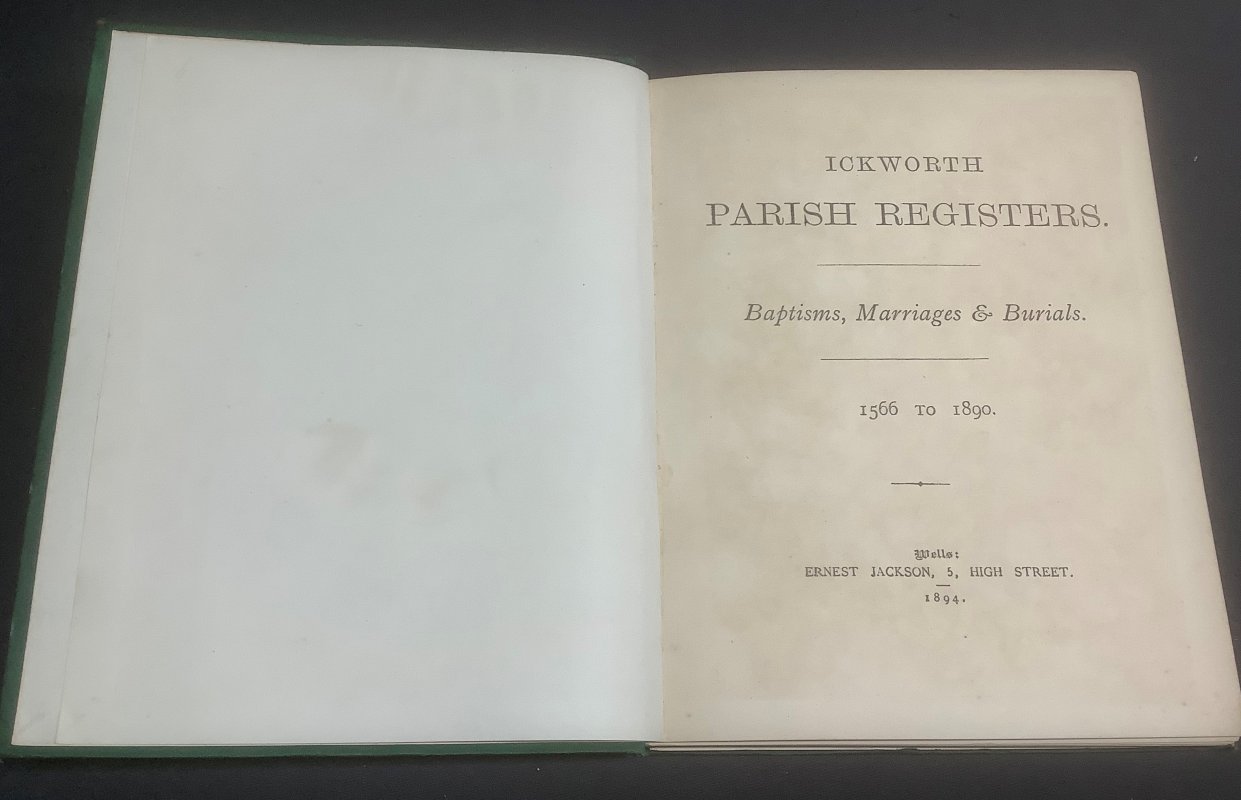 ICKWORTH
PARISH REGISTERS.
Baptisms, Marriages & Burials.
1566 TO 1890.
Wells:
ERNEST JACKSON, 5, HIGH STREET.
1894.